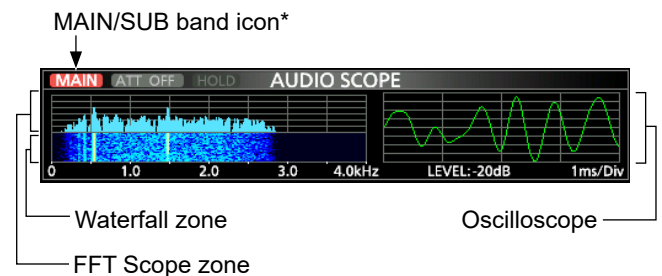 MAIN/SUB band icon*
MAIN ATT OFF HOLD AUDIO SCOPE
0 1.0 2.0 3.0 4.0kHz LEVEL:-20dB 1ms/Div
Waterfall zone Oscilloscope
FFT Scope zone